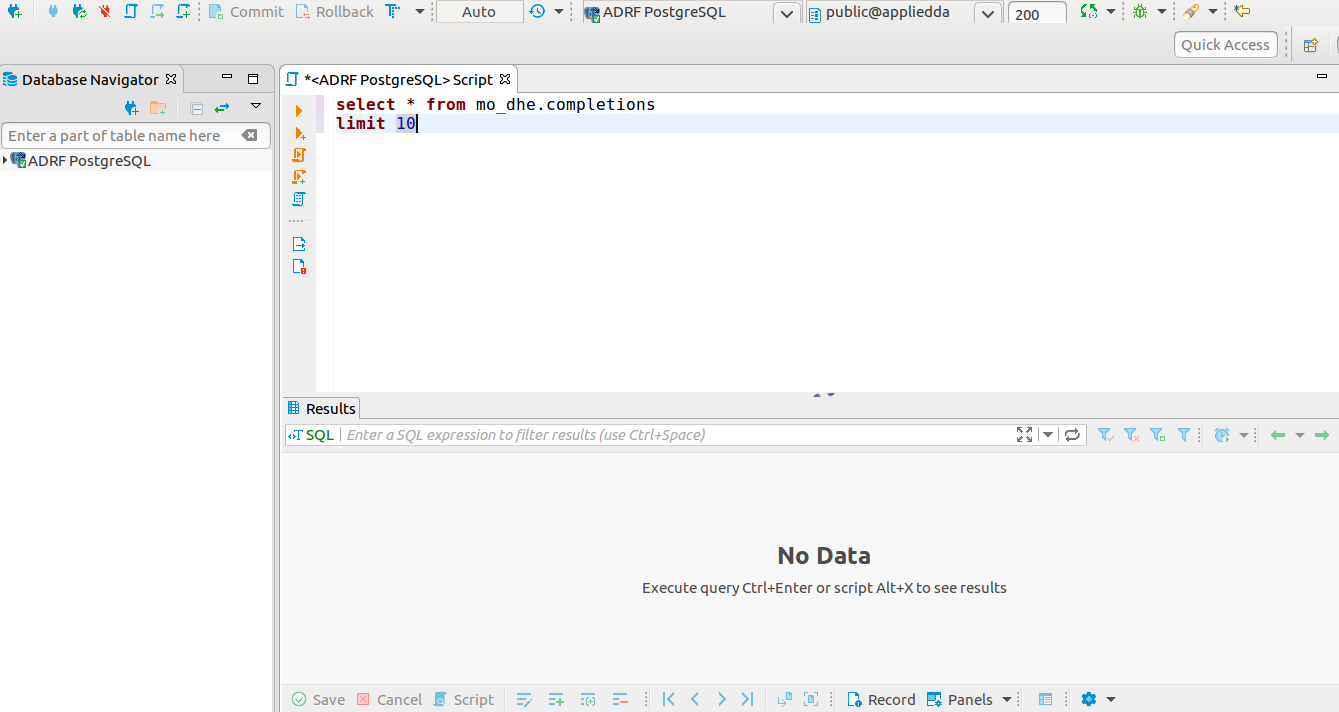 Commit Rollback Auto ADRF PostgreSQL public@appliedda 200
Quick Access
Database Navigator
*<ADRF PostgreSQL> Script
select * from mo_dhe.completions
limit 10
Enter a part of table name here
ADRF PostgreSQL
Results
SQL Enter a SQL expression to filter results (use Ctrl+Space)
No Data
Execute query Ctrl+Enter or script Alt+X to see results
Save Cancel Script Record Panels